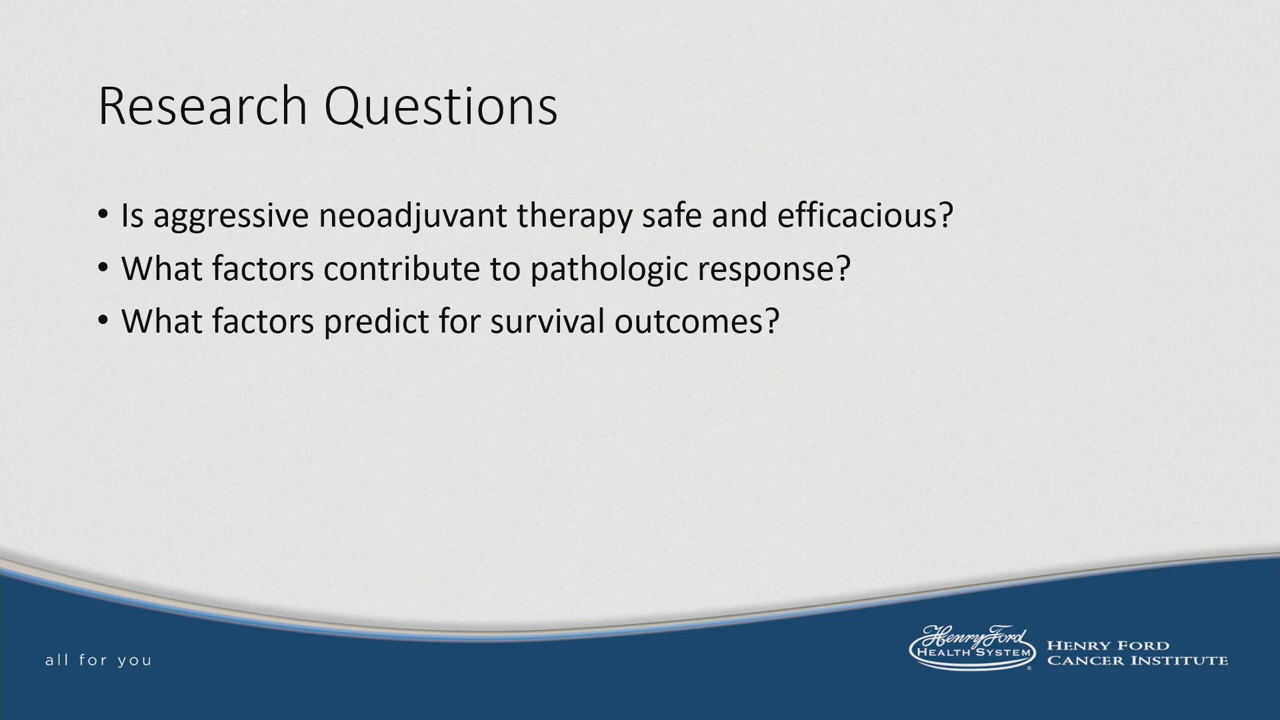 Research Questions
• Is aggressive neoadjuvant therapy safe and efficacious?
• What factors contribute to pathologic response?
• What factors predict for survival outcomes?
all for you
Henry Ford
HEALTH SYSTEM
HENRY FORD
CANCER INSTITUTE